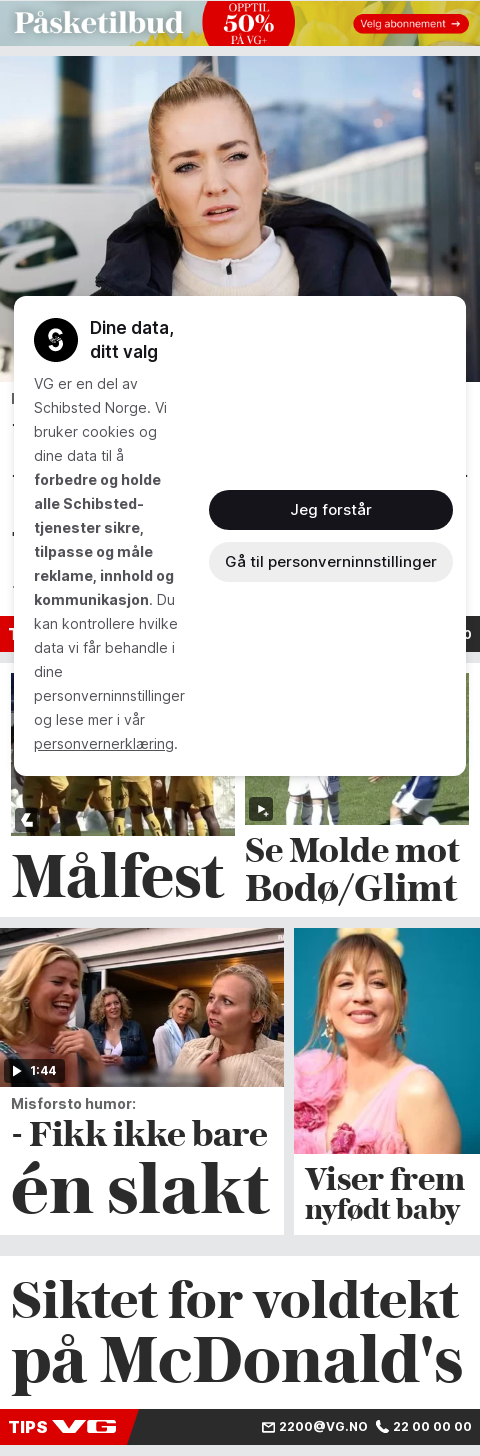 Påsketilbud
OPPTIL
50%
PÅ VG+
Velg abonnement →
Dine data,
ditt valg
VG er en del av
Schibsted Norge. Vi
bruker cookies og
dine data til å
forbedre og holde
alle Schibsted-
tjenester sikre,
tilpasse og måle
reklame, innhold og
kommunikasjon. Du
kan kontrollere hvilke
data vi får behandle i
dine
personverninnstillinger
og lese mer i vår
personvernerklæring.
Jeg forstår
Gå til personverninnstillinger
Målfest
Se Molde mot
Bodø/Glimt
1:44
Misforsto humor:
- Fikk ikke bare
én slakt
Viser frem
nyfødt baby
Siktet for voldtekt
på McDonald's
TIPS VG
2200@VG.NO
22 00 00 00